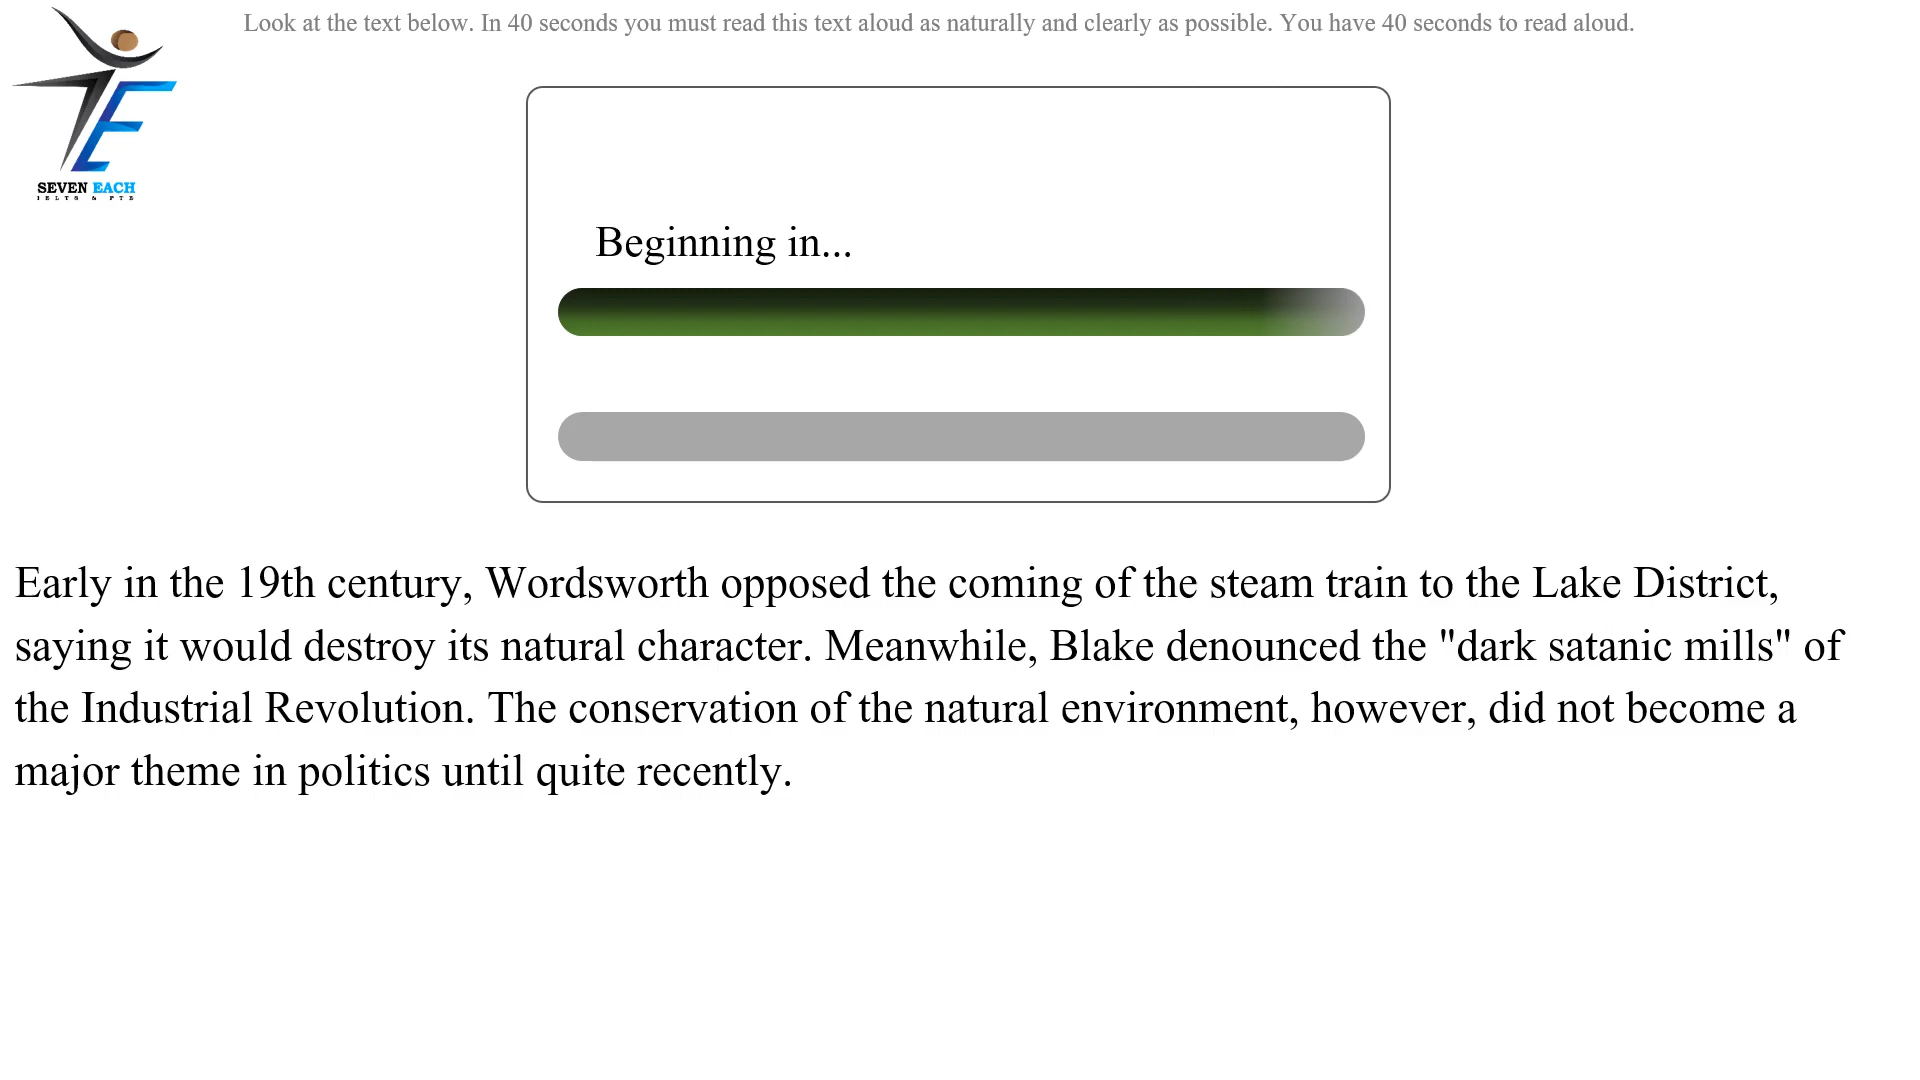 Look at the text below. In 40 seconds you must read this text aloud as naturally and clearly as possible. You have 40 seconds to read aloud.
SEVEN EACH
IELTS & PTE
Beginning in...
Early in the 19th century, Wordsworth opposed the coming of the steam train to the Lake District,
saying it would destroy its natural character. Meanwhile, Blake denounced the "dark satanic mills" of
the Industrial Revolution. The conservation of the natural environment, however, did not become a
major theme in politics until quite recently.